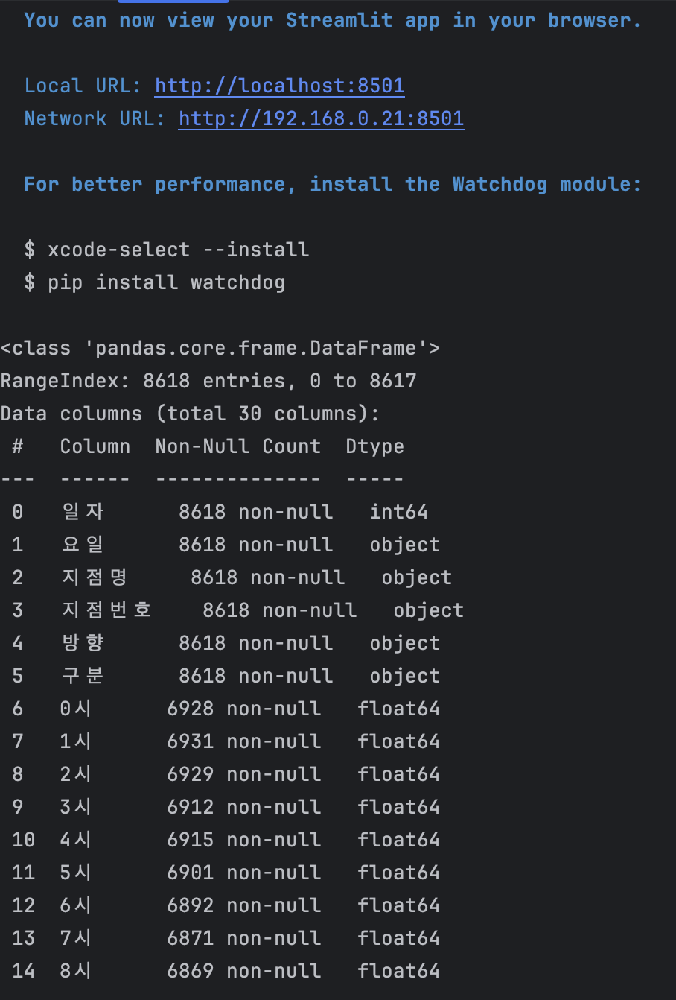 You can now view your Streamlit app in your browser.
Local URL: http://localhost:8501
Network URL: http://192.168.0.21:8501
For better performance, install the Watchdog module:
$ xcode-select --install
$ pip install watchdog
<class 'pandas.core.frame.DataFrame'>
RangeIndex: 8618 entries, 0 to 8617
Data columns (total 30 columns):
 #   Column  Non-Null Count  Dtype
---  ------  --------------  -----
 0   일자      8618 non-null   int64
 1   요일      8618 non-null   object
 2   지점명      8618 non-null   object
 3   지점번호      8618 non-null   object
 4   방향      8618 non-null   object
 5   구분      8618 non-null   object
 6   0시      6928 non-null   float64
 7   1시      6931 non-null   float64
 8   2시      6929 non-null   float64
 9   3시      6912 non-null   float64
 10  4시      6915 non-null   float64
 11  5시      6901 non-null   float64
 12  6시      6892 non-null   float64
 13  7시      6871 non-null   float64
 14  8시      6869 non-null   float64